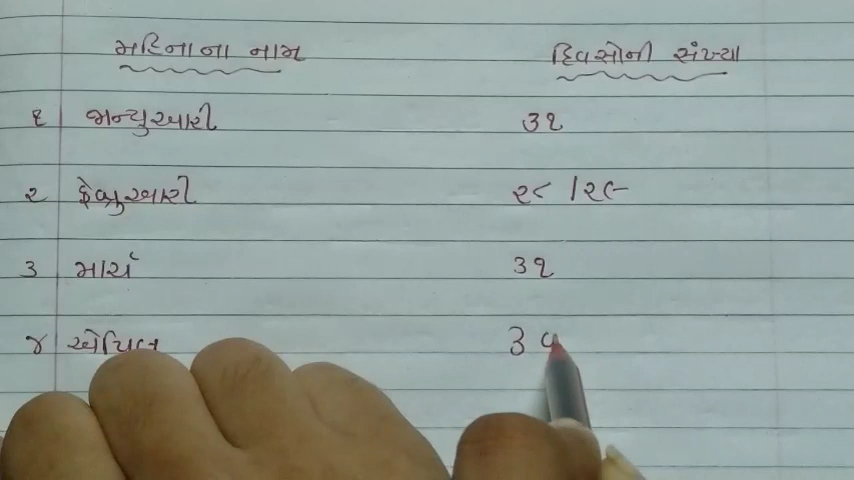 મહિનાના નામ દિવસોની સંખ્યા
૧ જાન્યુઆરી ૩૧
૨ ફેબ્રુઆરી ૨૮ / ૨૯
૩ માર્ચ ૩૧
૪ એપ્રિલ ૩